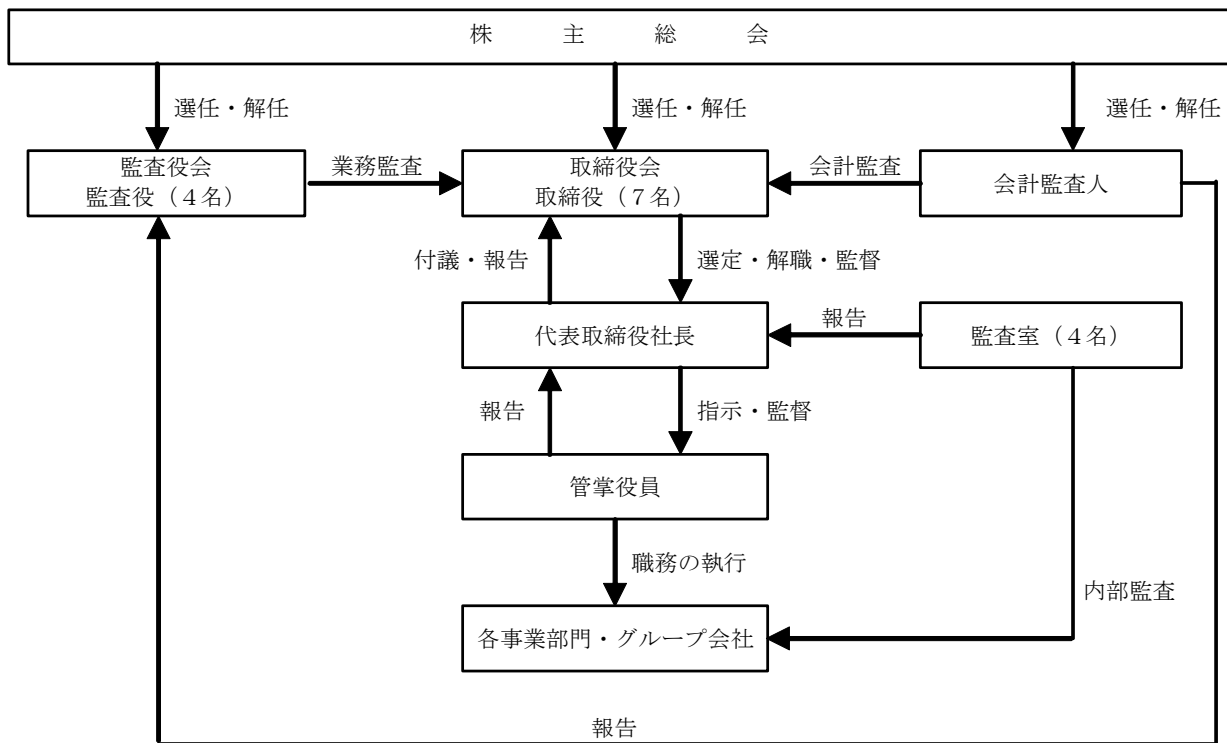 株主総会
選任・解任
選任・解任
選任・解任
監査役会
監査役(4名)
業務監査
取締役会
取締役(7名)
会計監査
会計監査人
付議・報告
選定・解職・監督
代表取締役社長
報告
監査室(4名)
報告
指示・監督
管掌役員
職務の執行
内部監査
各事業部門・グループ会社
報告